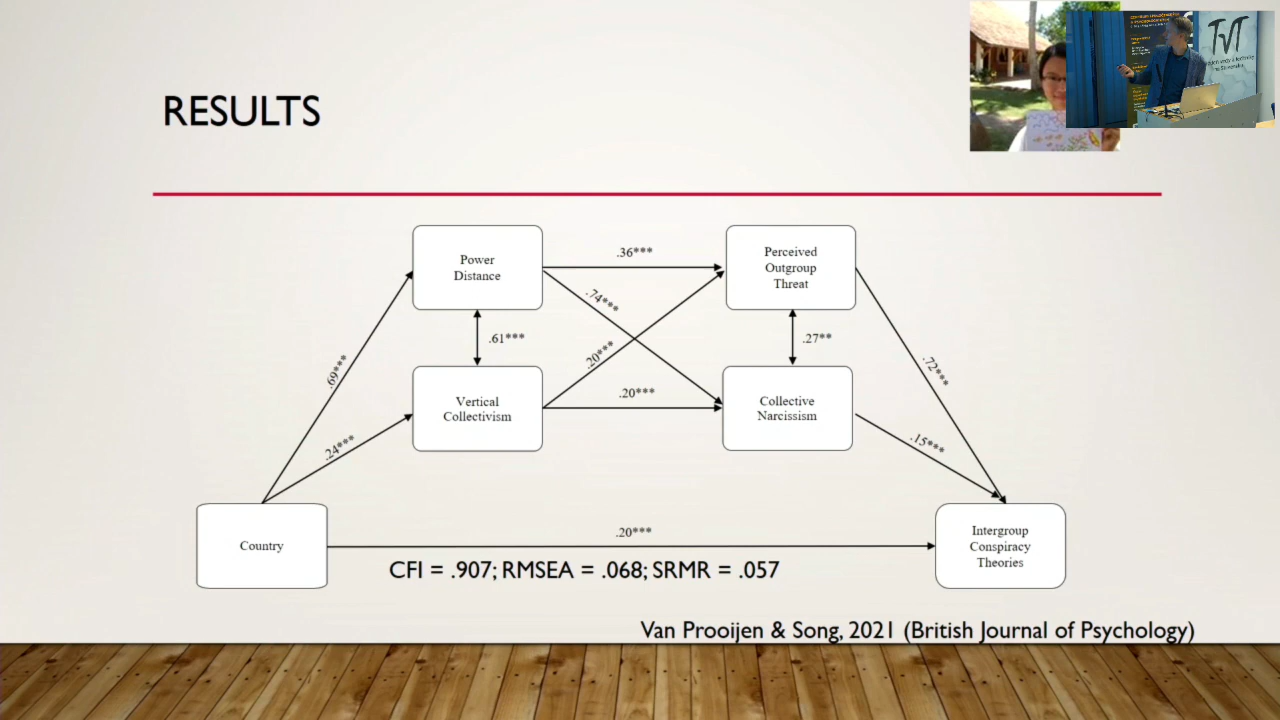 RESULTS
TVT
Power
Distance
Perceived
Outgroup
Threat
.36***
.74***
.61***
.27**
.20***
.20***
.69***
.72***
Vertical
Collectivism
Collective
Narcissism
.24***
.15***
Country
.20***
Intergroup
Conspiracy
Theories
CFI = .907; RMSEA = .068; SRMR = .057
Van Prooijen & Song, 2021 (British Journal of Psychology)